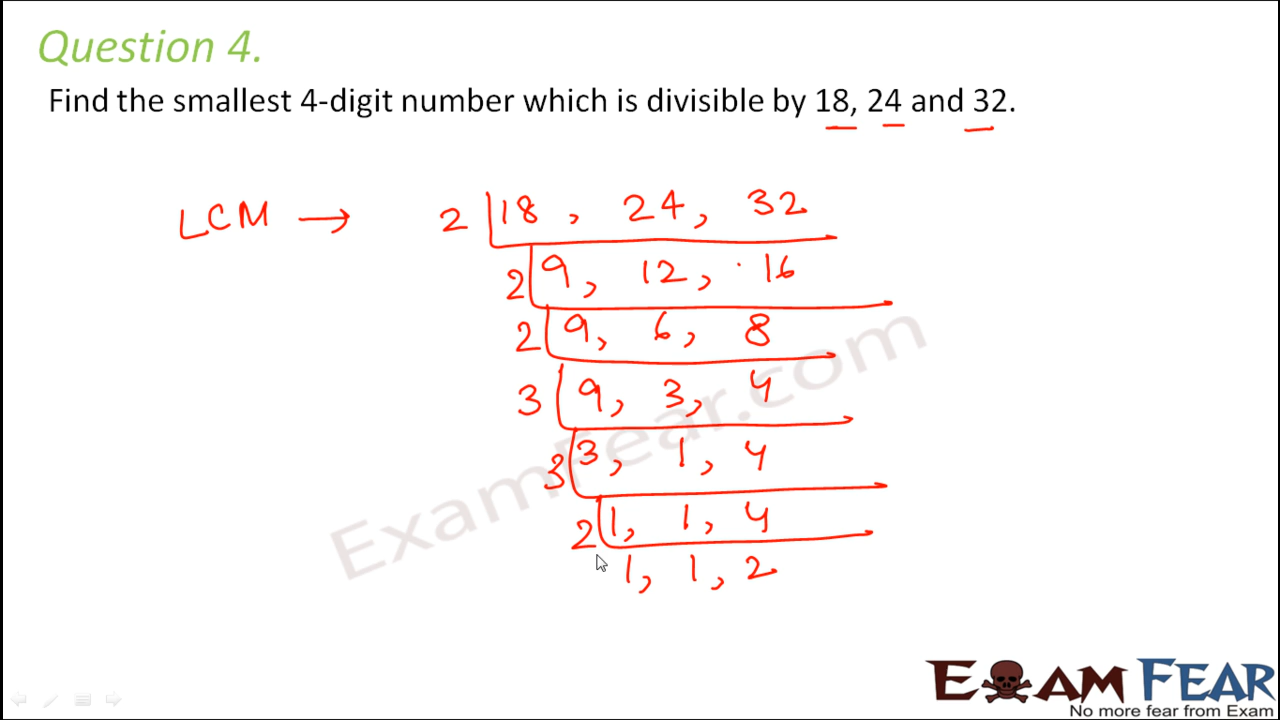 Question 4.
Find the smallest 4-digit number which is divisible by 18, 24 and 32.
LCM → 2 | 18, 24, 32
2 | 9, 12, 16
2 | 9, 6, 8
3 | 9, 3, 4
3 | 3, 1, 4
2 | 1, 1, 4
1, 1, 2
ExamFear.com
EXAMFEAR
No more fear from Exam